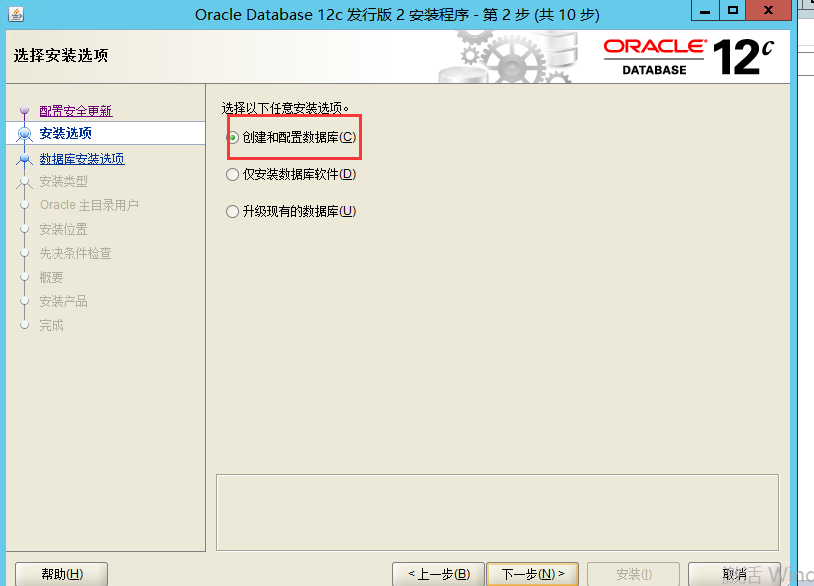 Oracle Database 12c 发行版 2 安装程序 - 第 2 步 (共 10 步)
选择安装选项
ORACLE®
DATABASE
12c
配置安全更新
安装选项
数据库安装选项
安装类型
Oracle 主目录用户
安装位置
先决条件检查
概要
安装产品
完成
选择以下任意安装选项。
创建和配置数据库(C)
仅安装数据库软件(D)
升级现有的数据库(U)
帮助(H)
< 上一步(B)
下一步(N) >
安装(I)
取消
激活 Winc